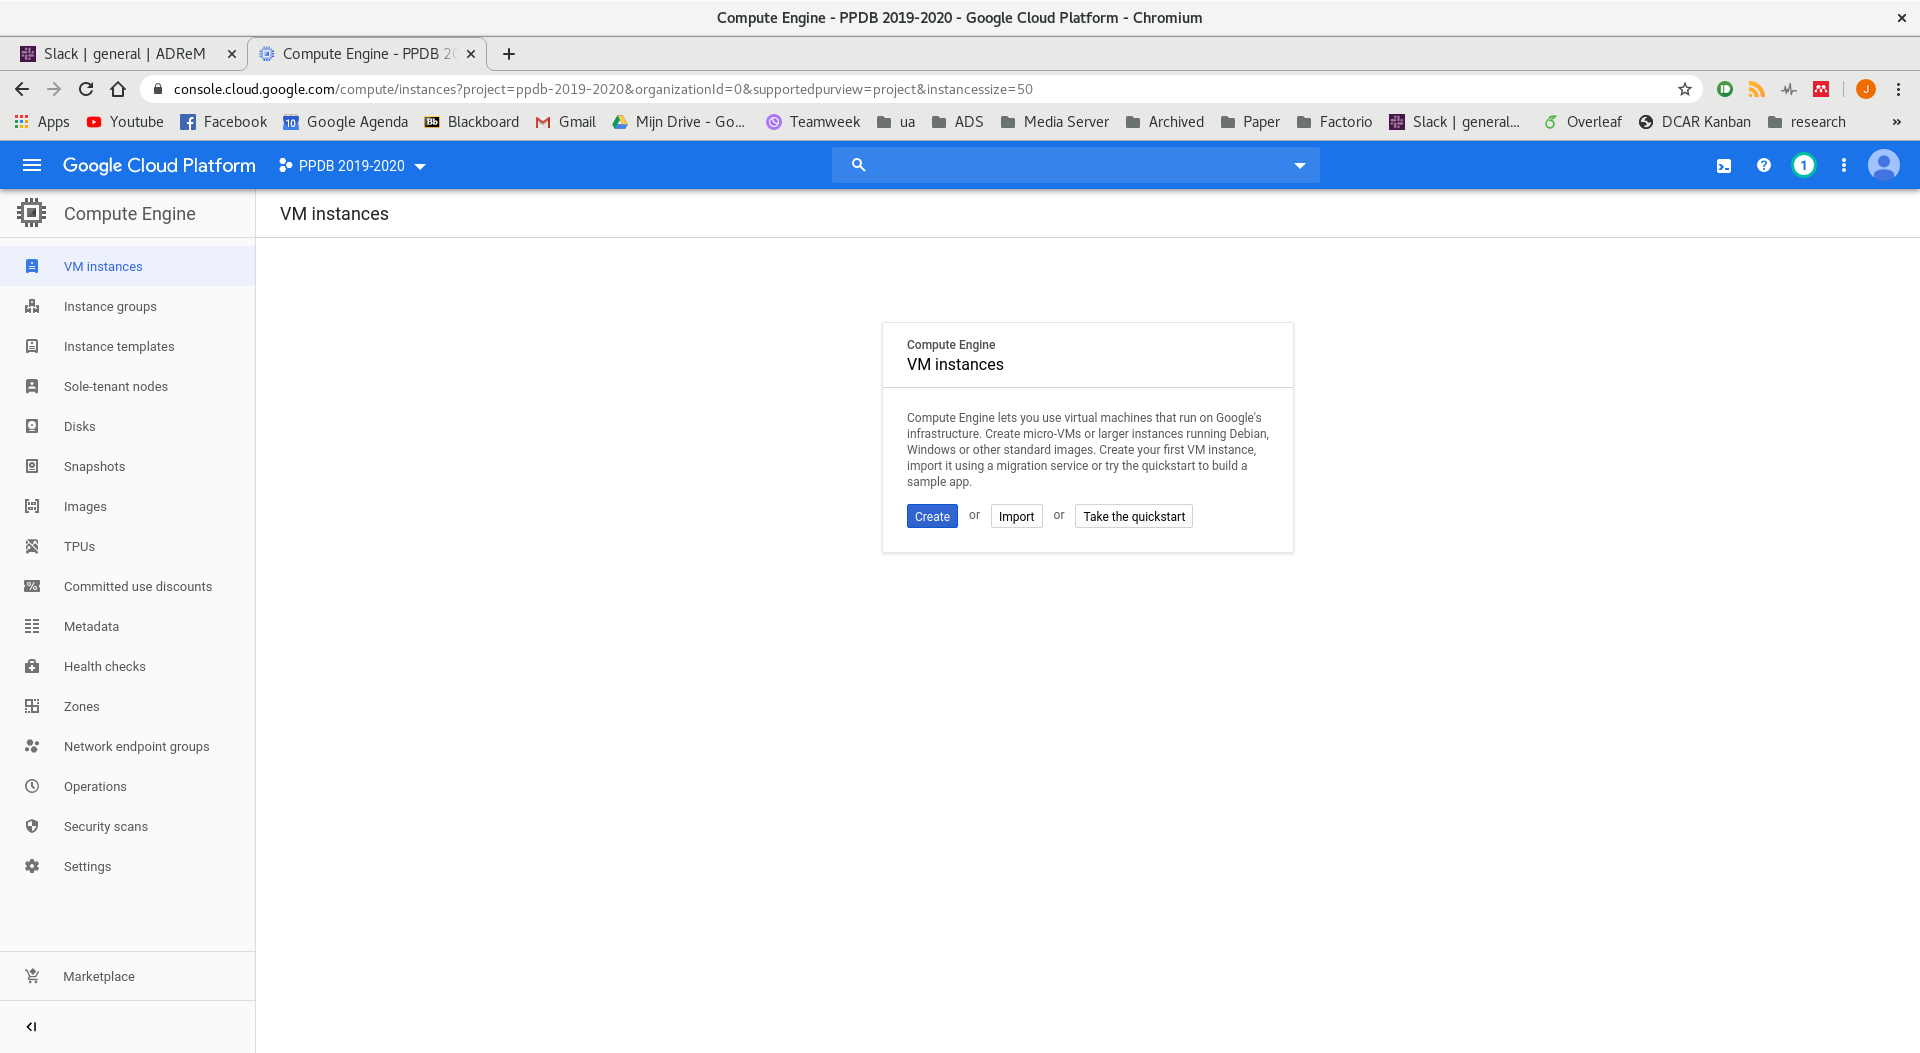 Compute Engine - PPDB 2019-2020 - Google Cloud Platform - Chromium
Slack | general | ADReM
Compute Engine - PPDB 20
console.cloud.google.com/compute/instances?project=ppdb-2019-2020&organizationId=0&supportedpurview=project&instancessize=50
J
Apps Youtube Facebook 10 Google Agenda Bb Blackboard Gmail Mijn Drive - Go... Teamweek ua ADS Media Server Archived Paper Factorio Slack | general... Overleaf DCAR Kanban research »
Google Cloud Platform PPDB 2019-2020 1
Compute Engine
VM instances
VM instances
Instance groups
Instance templates
Sole-tenant nodes
Disks
Snapshots
Images
TPUs
Committed use discounts
Metadata
Health checks
Zones
Network endpoint groups
Operations
Security scans
Settings
Marketplace
Compute Engine
VM instances
Compute Engine lets you use virtual machines that run on Google's
infrastructure. Create micro-VMs or larger instances running Debian,
Windows or other standard images. Create your first VM instance,
import it using a migration service or try the quickstart to build a
sample app.
Create or Import or Take the quickstart